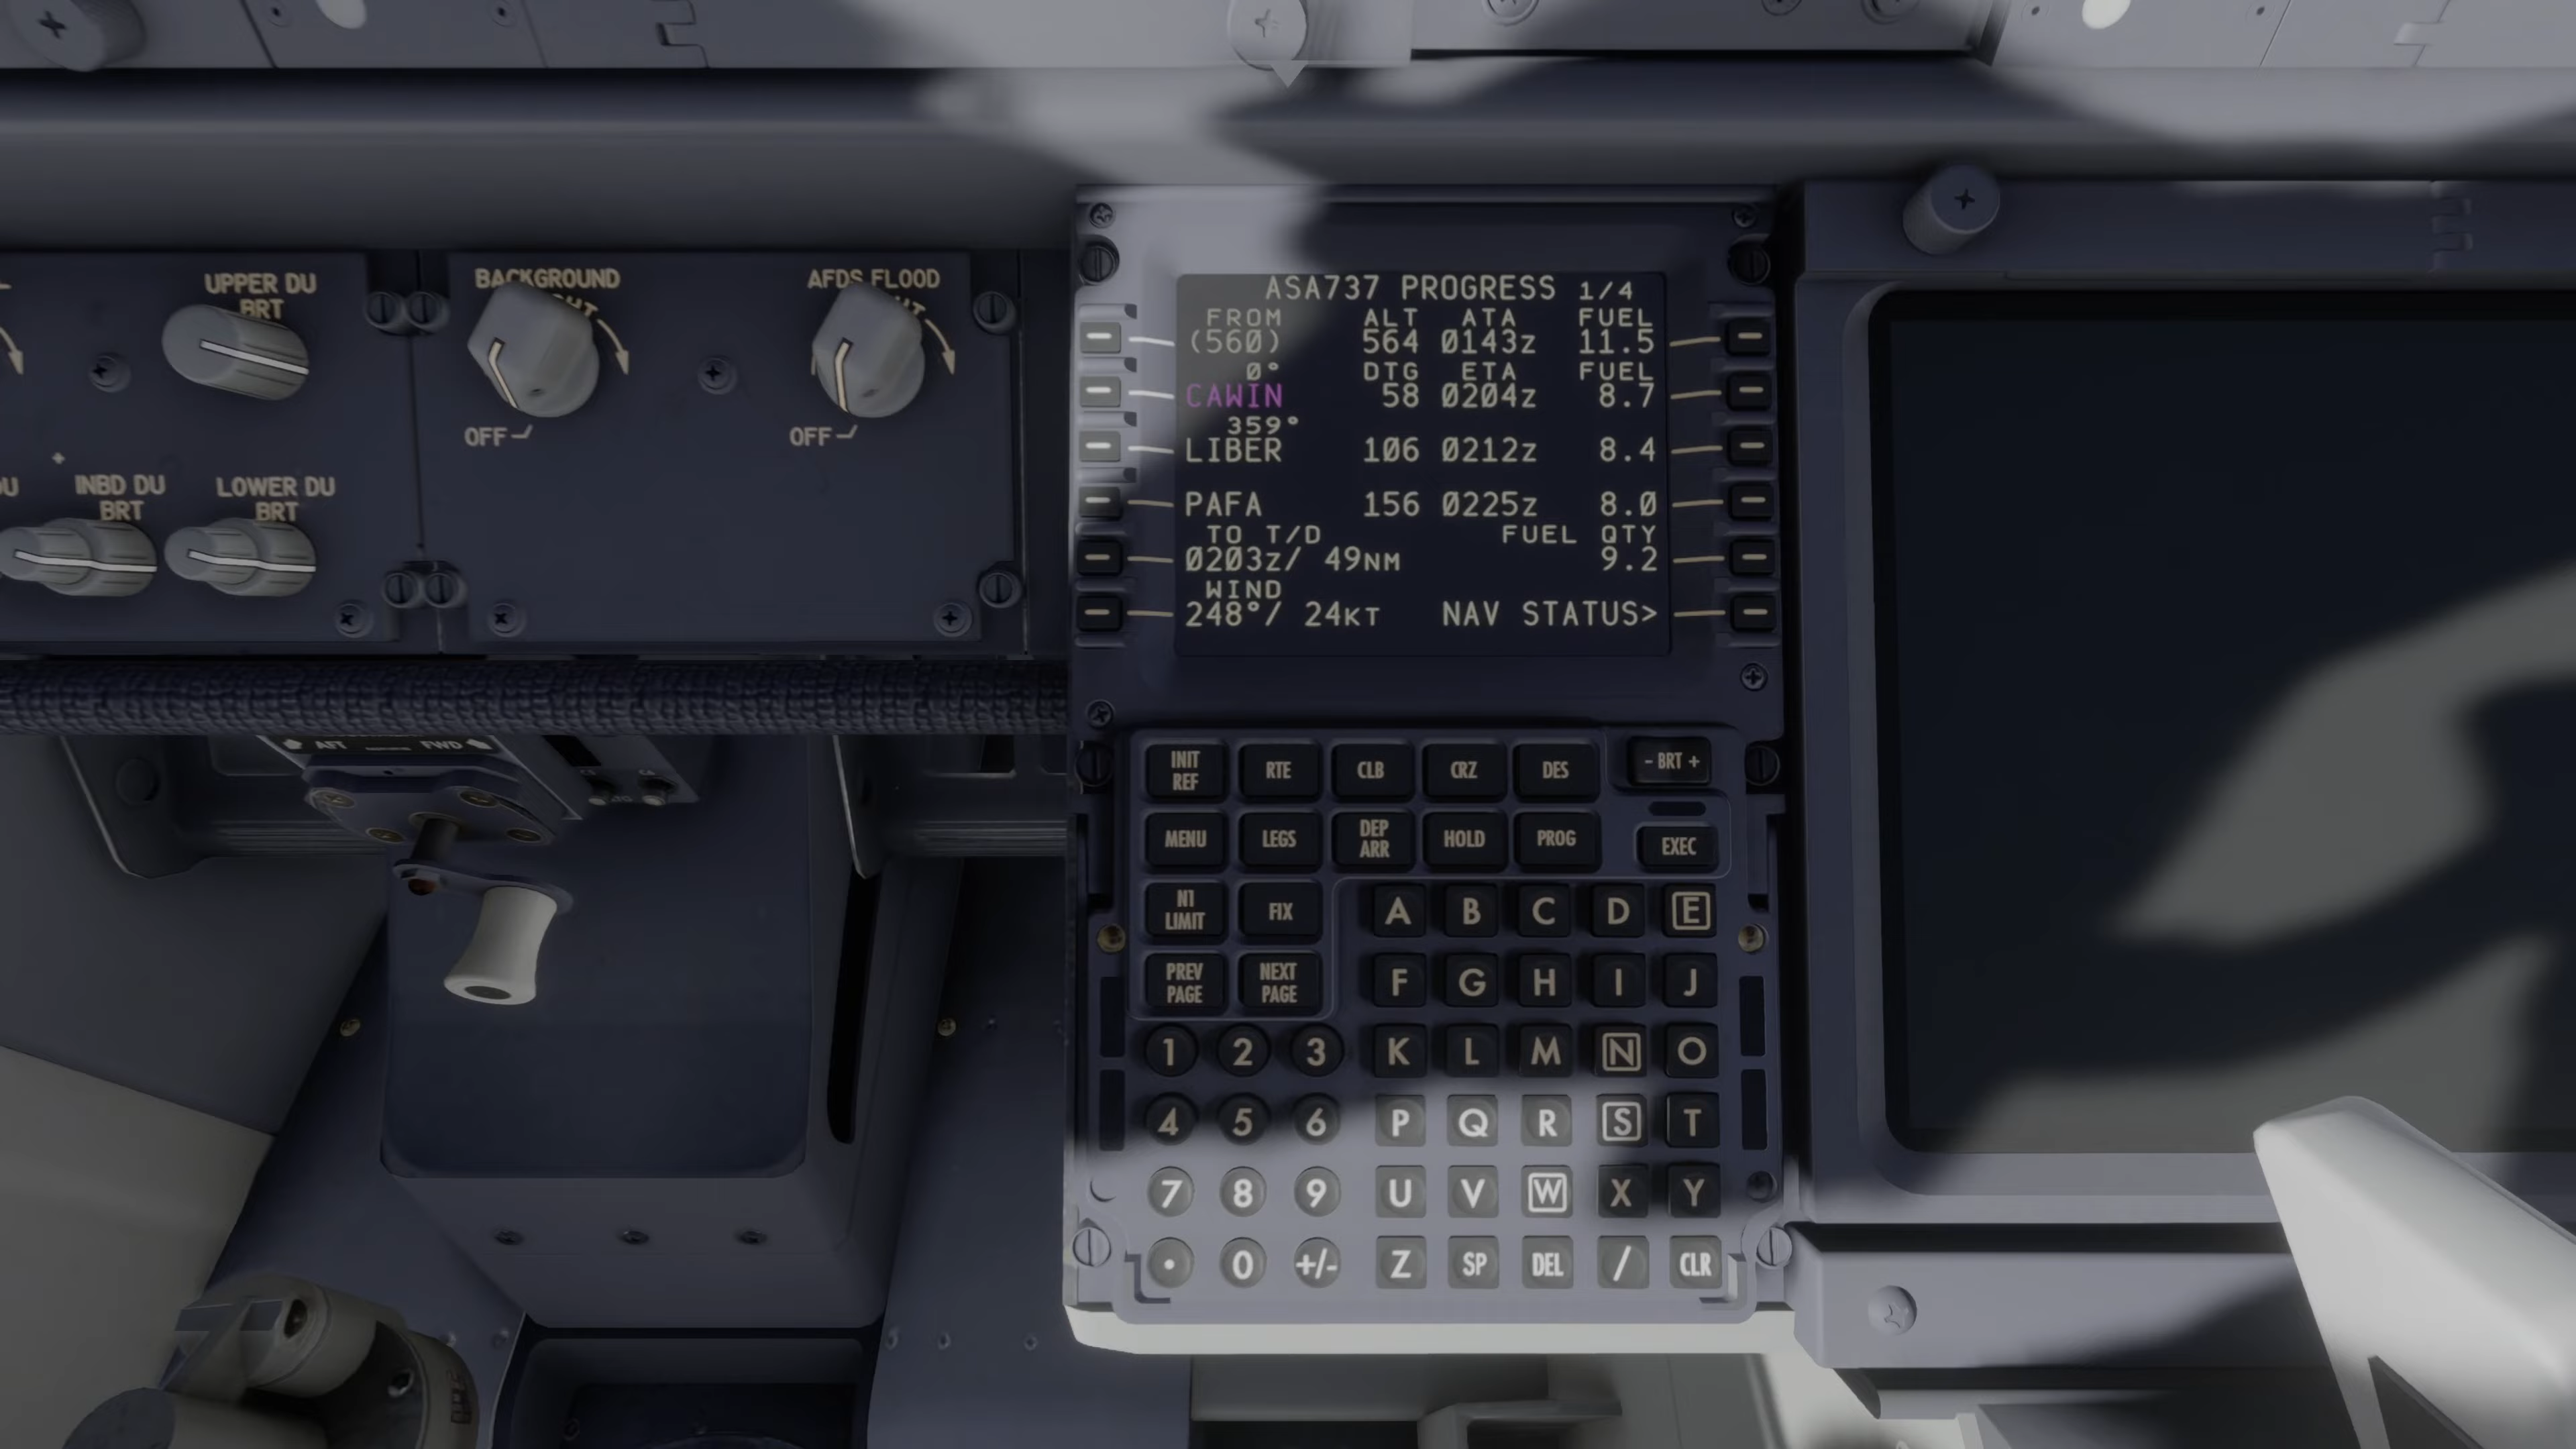 UPPER DU
BRT
BACKGROUND
OFF
AFDS FLOOD
OFF
INBD DU
BRT
LOWER DU
BRT
ASA737 PROGRESS 1/4
FROM ALT ATA FUEL
(560) 564 0143z 11.5
0° DTG ETA FUEL
CAWIN 58 0204z 8.7
359°
LIBER 106 0212z 8.4
PAFA 156 0225z 8.0
TO T/D FUEL QTY
0203z/ 49NM 9.2
WIND
248°/ 24KT NAV STATUS>
AFT FWD
INIT REF
RTE
CLB
CRZ
DES
- BRT +
MENU
LEGS
DEP ARR
HOLD
PROG
EXEC
N1 LIMIT
FIX
A B C D E
PREV PAGE
NEXT PAGE
F G H I J
1 2 3 K L M N O
4 5 6 P Q R S T
7 8 9 U V W X Y
. 0 +/- Z SP DEL / CLR